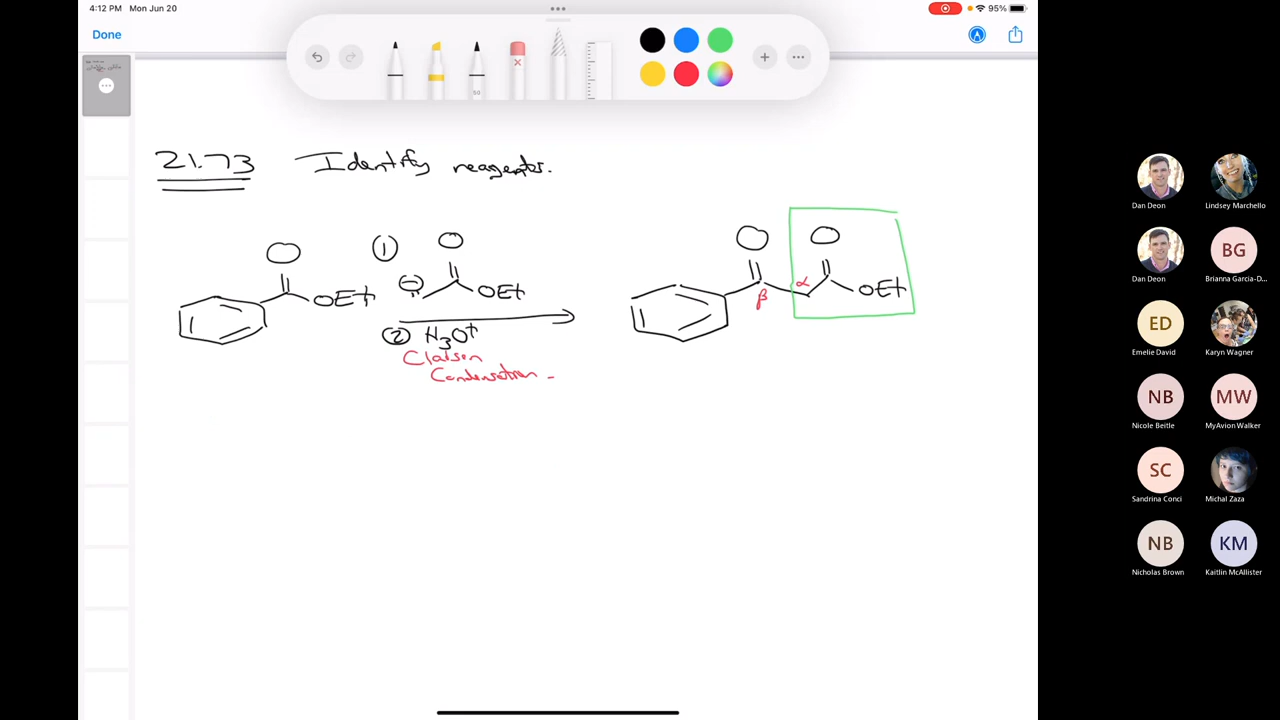 4:12 PM Mon Jun 20
95%
Done
50
21.73 Identify reagents.
O
OEt
①
O
⊖
OEt
② H3O+
Claisen
Condensation -
O
O
β
α
OEt
Dan Deon
Lindsey Marchello
BG
Dan Deon
Brianna Garcia-D...
ED
Emelie David
Karyn Wagner
NB
MW
Nicole Beitle
MyAvion Walker
SC
Sandrina Conci
Michal Zaza
NB
KM
Nicholas Brown
Kaitlin McAllister